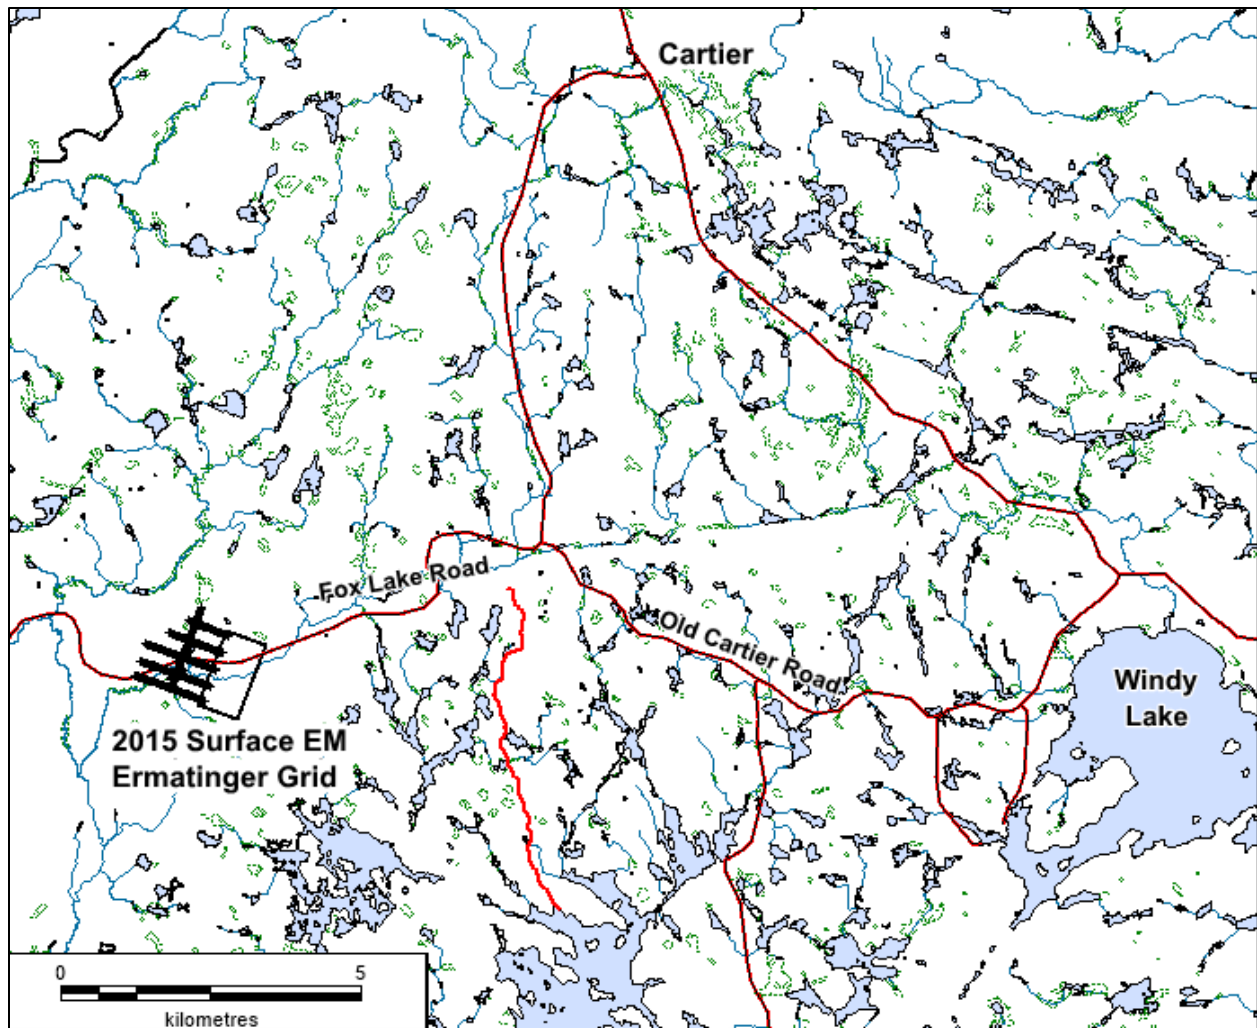 Cartier
Fox Lake Road
Old Cartier Road
Windy
Lake
2015 Surface EM
Ermatinger Grid
0 5
kilometres